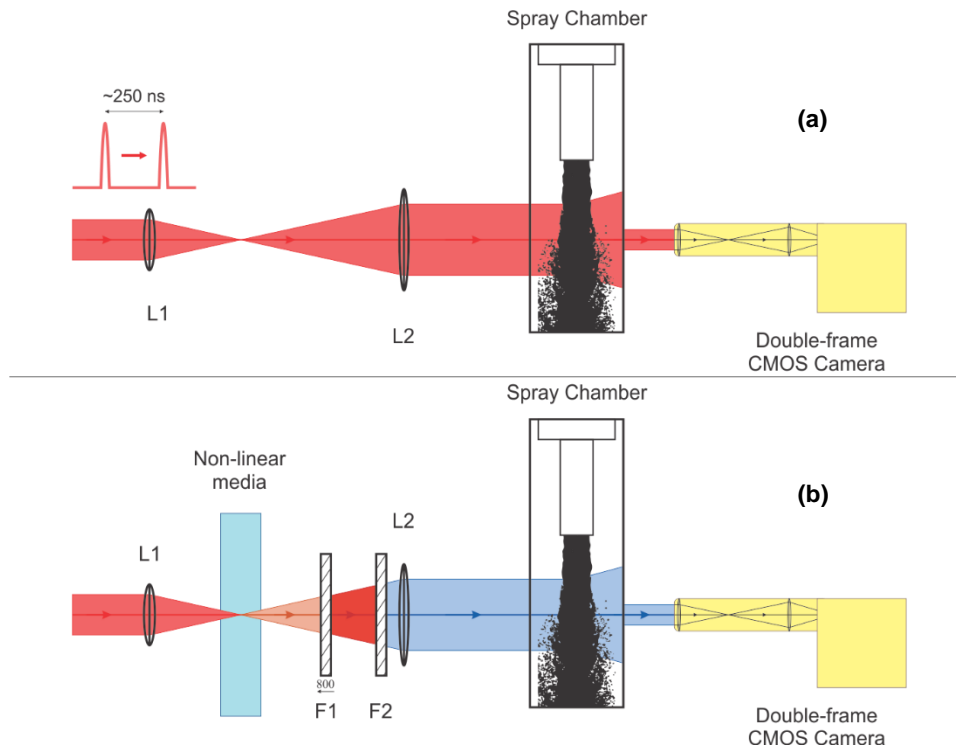 Spray Chamber
~250 ns
(a)
L1
L2
Double-frame
CMOS Camera
Spray Chamber
Non-linear
media
(b)
L2
L1
800
F1
F2
Double-frame
CMOS Camera